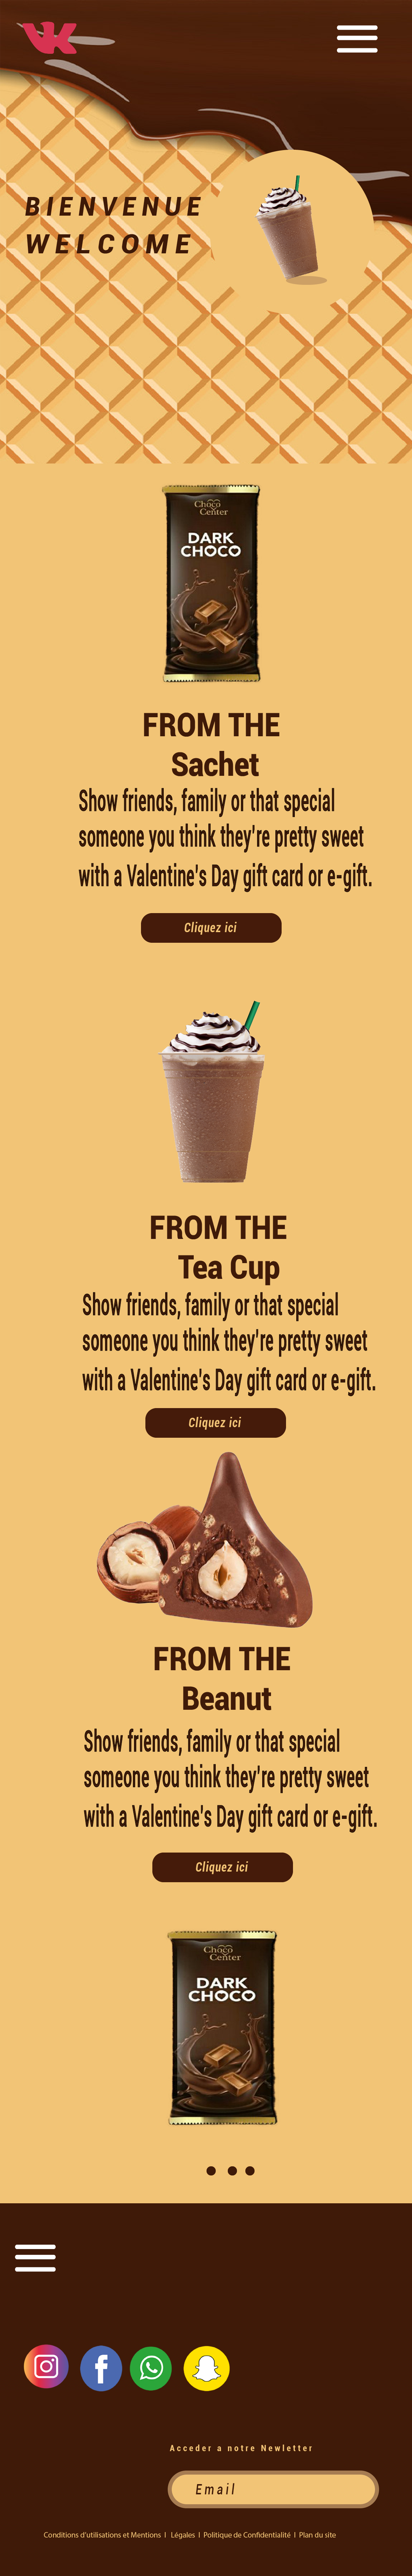 VK
BIENVENUE
WELCOME
Choco
Center
DARK
CHOCO
FROM THE
Sachet
Show friends, family or that special
someone you think they're pretty sweet
with a Valentine's Day gift card or e-gift.
Cliquez ici
FROM THE
Tea Cup
Show friends, family or that special
someone you think they're pretty sweet
with a Valentine's Day gift card or e-gift.
Cliquez ici
FROM THE
Beanut
Show friends, family or that special
someone you think they're pretty sweet
with a Valentine's Day gift card or e-gift.
Cliquez ici
Choco
Center
DARK
CHOCO
Acceder a notre Newletter
Email
Conditions d'utilisations et Mentions I Légales I Politique de Confidentialité I Plan du site